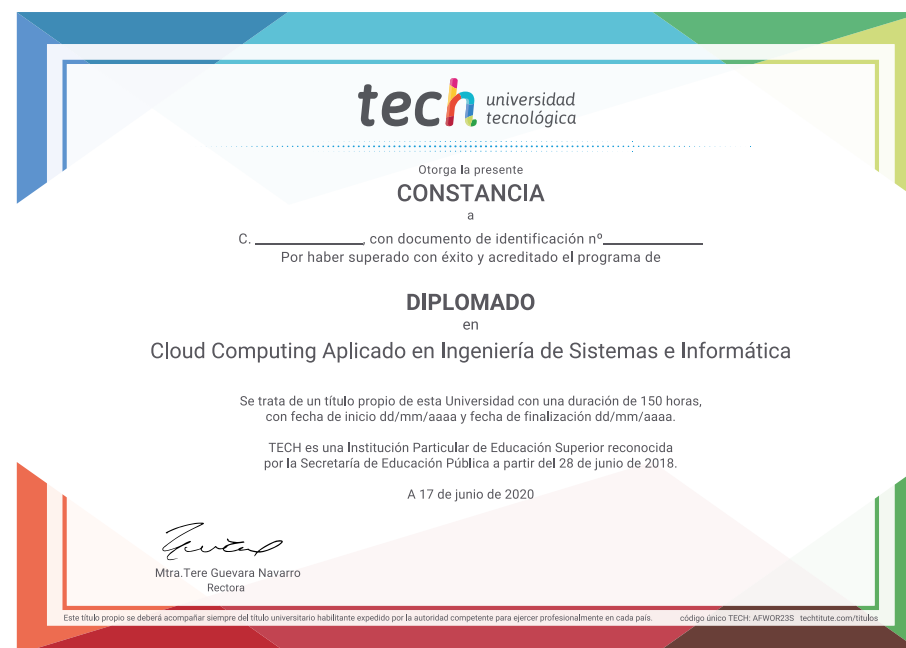 tech universidad
tecnológica
Otorga la presente
CONSTANCIA
a
C. ________________, con documento de identificación nº_______________
Por haber superado con éxito y acreditado el programa de
DIPLOMADO
en
Cloud Computing Aplicado en Ingeniería de Sistemas e Informática
Se trata de un título propio de esta Universidad con una duración de 150 horas,
con fecha de inicio dd/mm/aaaa y fecha de finalización dd/mm/aaaa.
TECH es una Institución Particular de Educación Superior reconocida
por la Secretaría de Educación Pública a partir del 28 de junio de 2018.
A 17 de junio de 2020
Mtra.Tere Guevara Navarro
Rectora
Este título propio se deberá acompañar siempre del título universitario habilitante expedido por la autoridad competente para ejercer profesionalmente en cada país. código único TECH: AFWOR23S techtitute.com/titulos